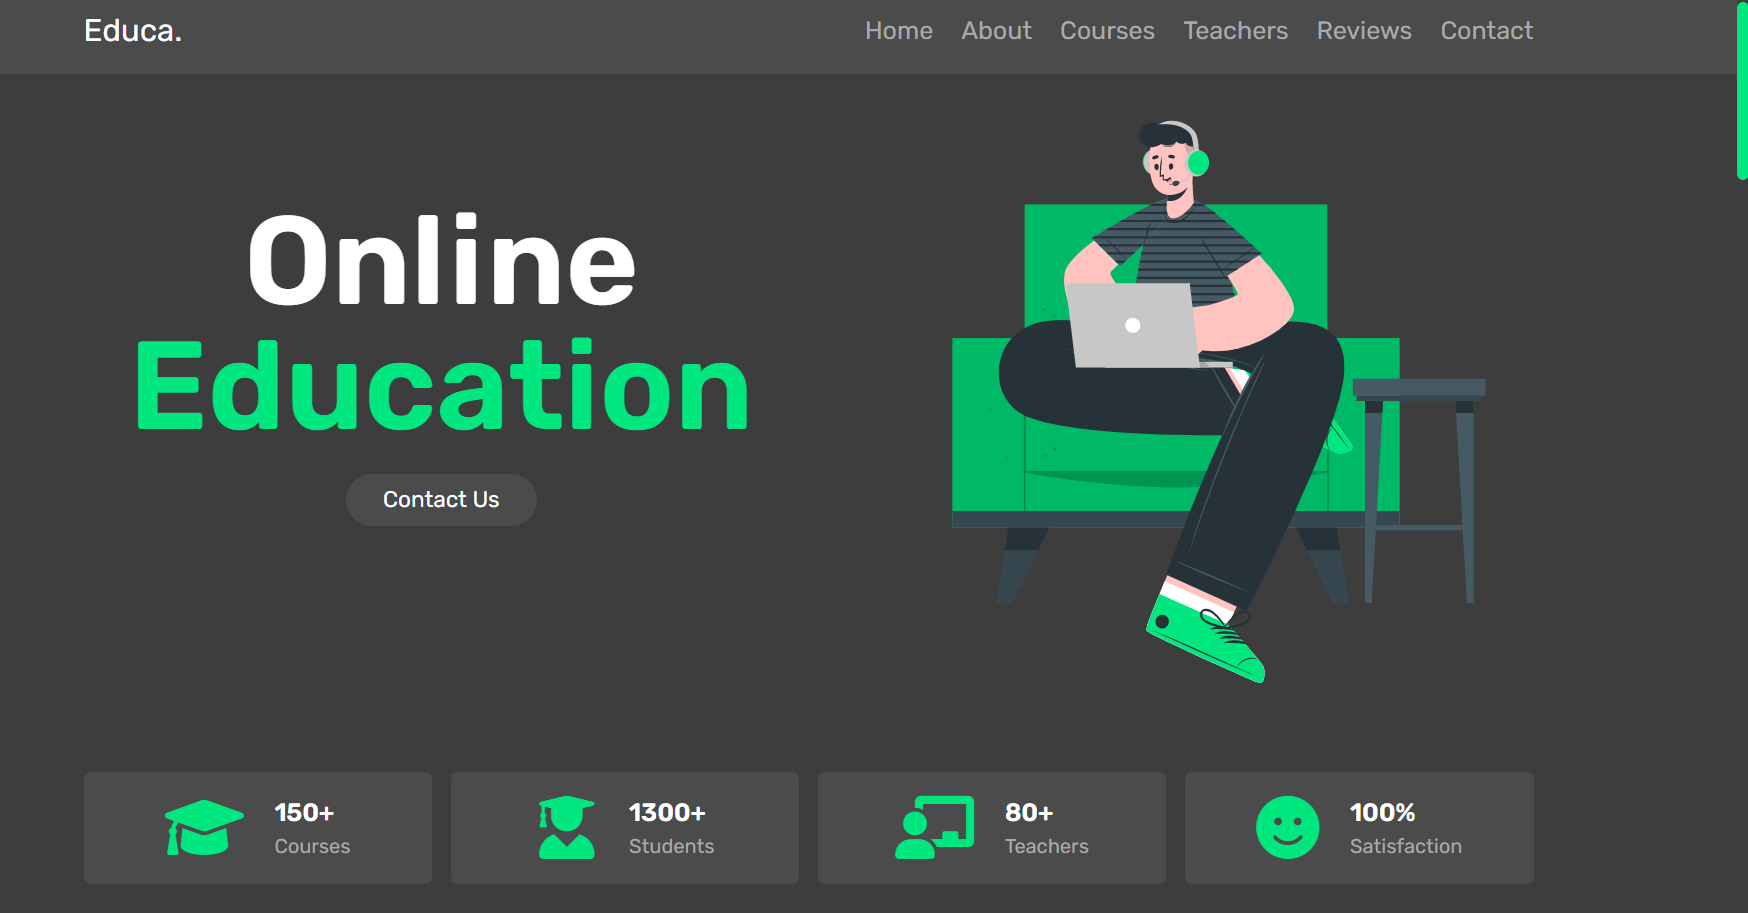 Educa.
Home About Courses Teachers Reviews Contact
Online
Education
Contact Us
150+
Courses
1300+
Students
80+
Teachers
100%
Satisfaction